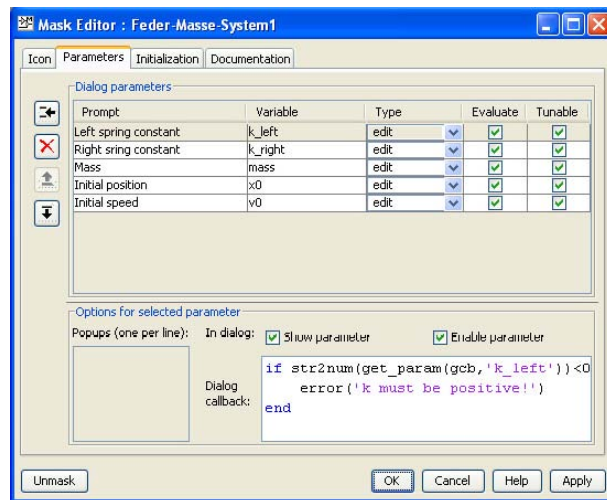 Mask Editor : Feder-Masse-System1
Icon Parameters Initialization Documentation
Dialog parameters
Prompt Variable Type Evaluate Tunable
Left spring constant k_left edit
Right sring constant k_right edit
Mass mass edit
Initial position x0 edit
Initial speed v0 edit
Options for selected parameter
Popups (one per line): In dialog: Show parameter Enable parameter
Dialog callback:
if str2num(get_param(gcb,'k_left'))<0
error('k must be positive!')
end
Unmask OK Cancel Help Apply